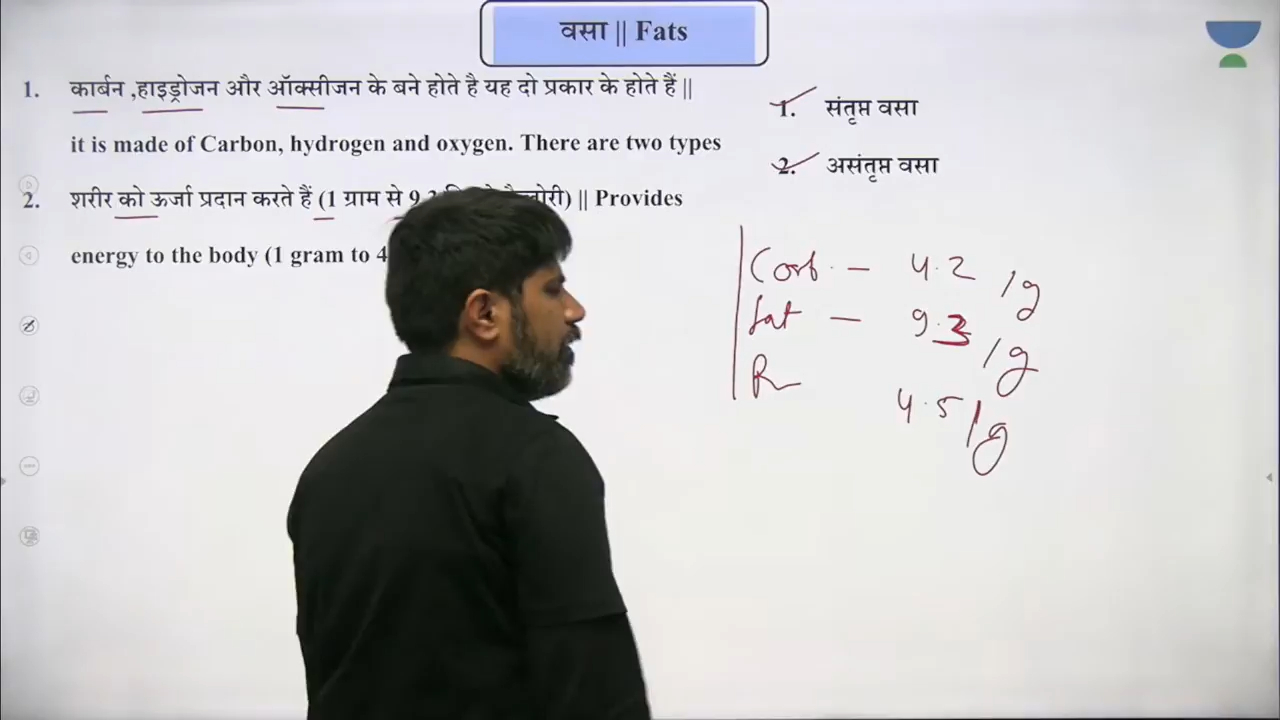 वसा || Fats
1. कार्बन ,हाइड्रोजन और ऑक्सीजन के बने होते है यह दो प्रकार के होते हैं ||
it is made of Carbon, hydrogen and oxygen. There are two types
2. शरीर को ऊर्जा प्रदान करते हैं (1 ग्राम से || Provides
energy to the body (1 gram to 4
1. संतृप्त वसा
2. असंतृप्त वसा
Carb. — 4.2 /g
fat — 9.3 /g
4.5/g